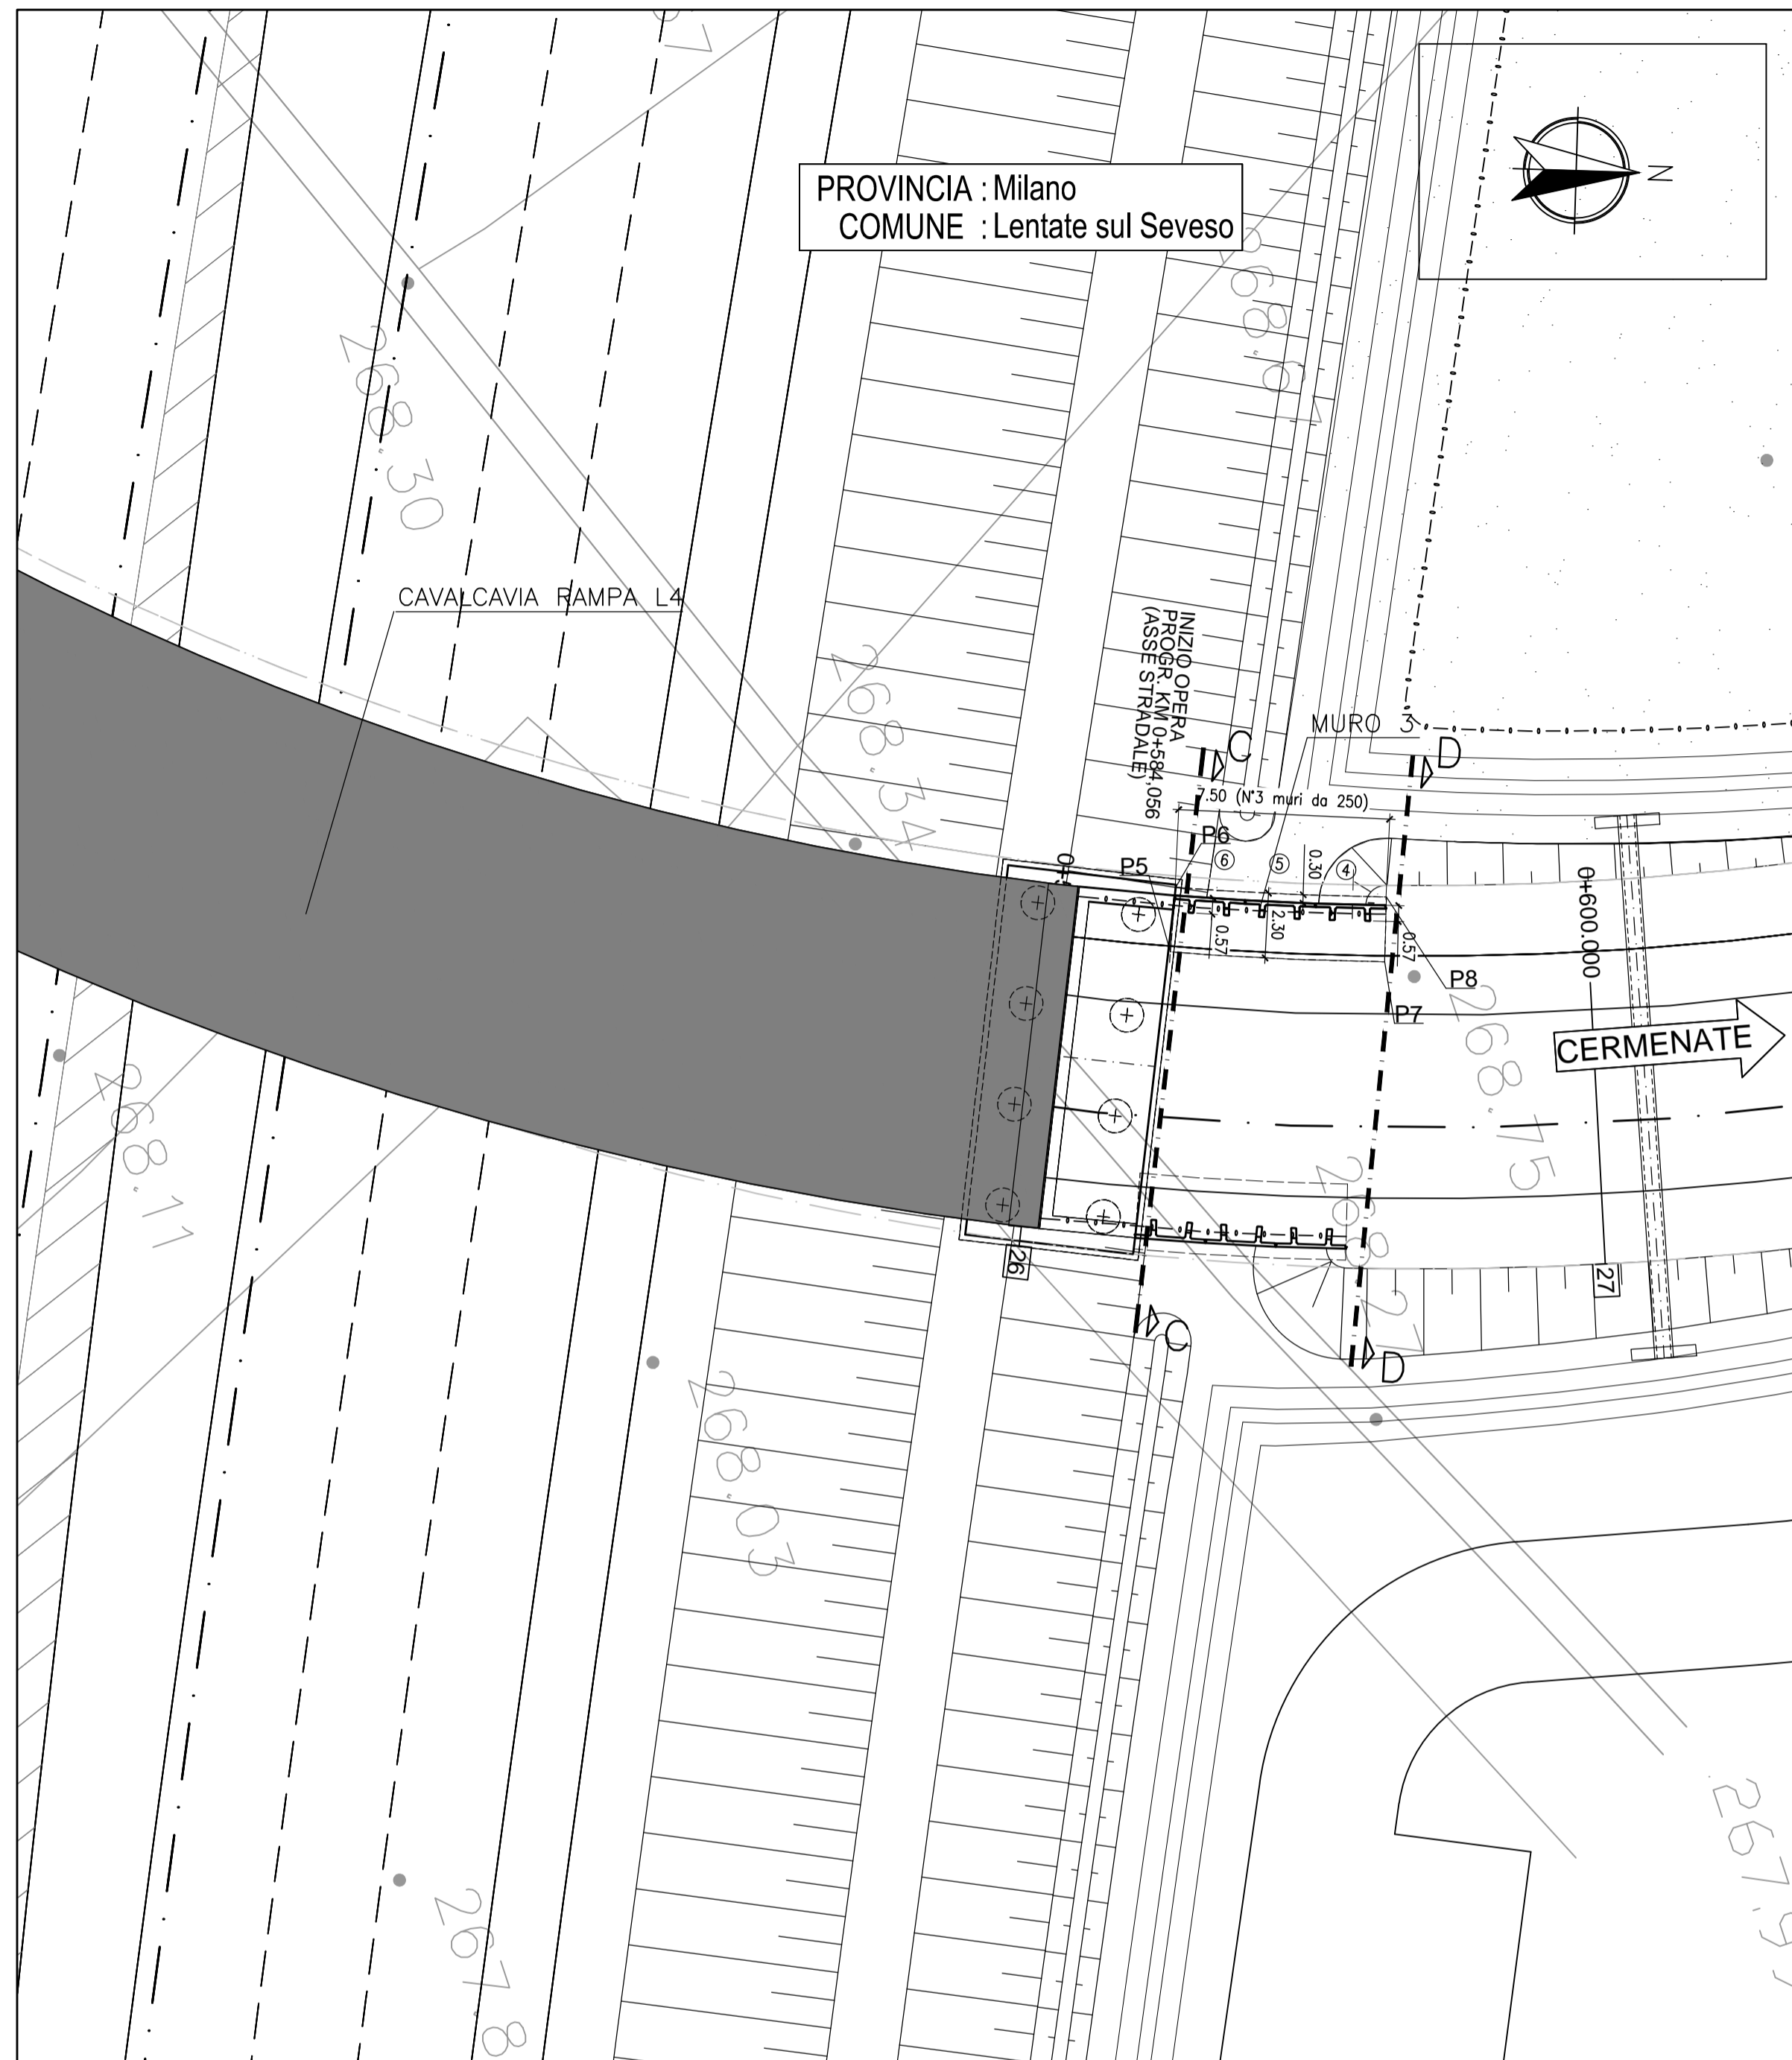 N
PROVINCIA : Milano
COMUNE : Lentate sul Seveso
268.30
CAVALCAVIA RAMPA L4
268.34
INIZIO OPERA
PROGR. KM 0+584,056
(ASSE STRADALE)
MURO 3
C
D
7.50 (N°3 muri da 250)
P6
P5
6
5
0.30
4
0.57
2.30
0.57
P8
P7
0+600.000
268.75
CERMENATE
268.11
26
27
C
D
268.03
267.8
267.97